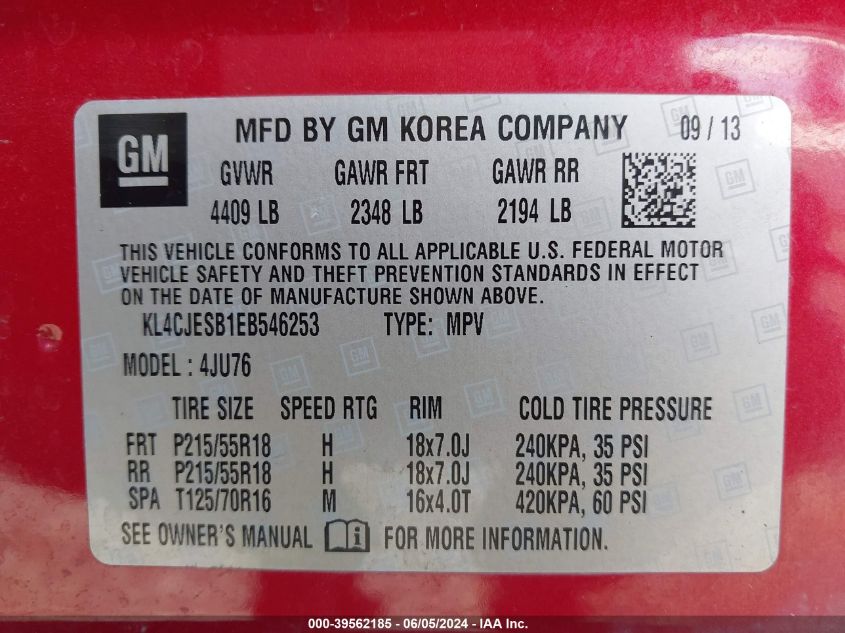 GM
MFD BY GM KOREA COMPANY 09 / 13
GVWR GAWR FRT GAWR RR
4409 LB 2348 LB 2194 LB
THIS VEHICLE CONFORMS TO ALL APPLICABLE U.S. FEDERAL MOTOR
VEHICLE SAFETY AND THEFT PREVENTION STANDARDS IN EFFECT
ON THE DATE OF MANUFACTURE SHOWN ABOVE.
KL4CJESB1EB546253 TYPE: MPV
MODEL : 4JU76
TIRE SIZE SPEED RTG RIM COLD TIRE PRESSURE
FRT P215/55R18 H 18x7.0J 240KPA, 35 PSI
RR P215/55R18 H 18x7.0J 240KPA, 35 PSI
SPA T125/70R16 M 16x4.0T 420KPA, 60 PSI
SEE OWNER'S MANUAL i FOR MORE INFORMATION.
000-39562185 - 06/05/2024 - IAA, Inc.